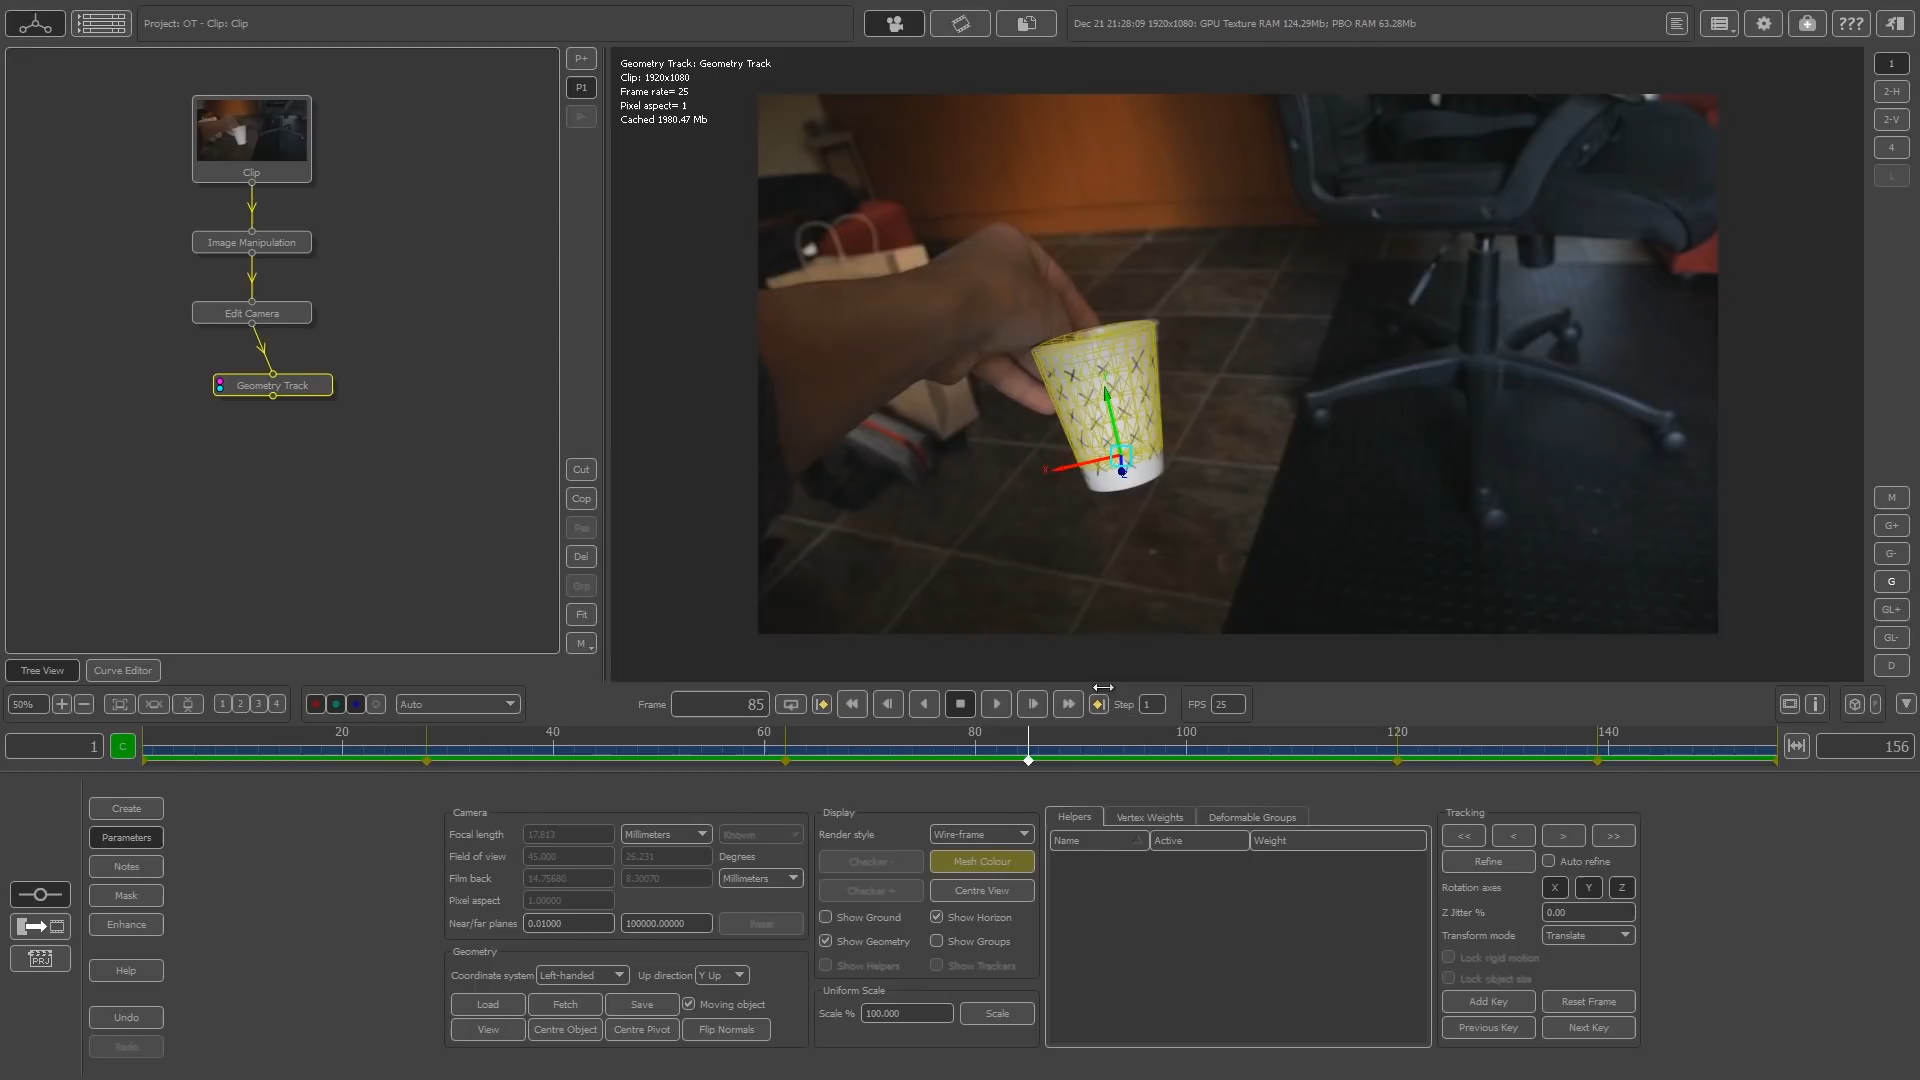 Project: OT - Clip: Clip
Dec 21 21:28:09 1920x1080: GPU Texture RAM 124.29Mb; PBO RAM 63.28Mb
???
Geometry Track: Geometry Track
Clip: 1920x1080
Frame rate= 25
Pixel aspect= 1
Cached 1980.47 Mb
Clip
Image Manipulation
Edit Camera
Geometry Track
P+
P1
P-
Cut
Cop
Pas
Del
Grp
Fit
M
1
2-H
2-V
4
L
M
G+
G-
G
GL+
GL-
D
X
Z
Tree View
Curve Editor
50%
1
2
3
4
Auto
Frame
85
Step
1
FPS
25
P
1
C
20
40
60
80
100
120
140
156
Create
Parameters
Notes
Mask
Enhance
Help
Undo
Redo
PRJ
Camera
Focal length
17.813
Millimeters
Known
Field of view
45.000
26.231
Degrees
Film back
14.75680
8.30070
Millimeters
Pixel aspect
1.00000
Near/far planes
0.01000
100000.00000
Reset
Geometry
Coordinate system
Left-handed
Up direction
Y Up
Load
Fetch
Save
Moving object
View
Centre Object
Centre Pivot
Flip Normals
Display
Render style
Wire-frame
Checker -
Mesh Colour
Checker +
Centre View
Show Ground
Show Horizon
Show Geometry
Show Groups
Show Helpers
Show Trackers
Uniform Scale
Scale %
100.000
Scale
Helpers
Vertex Weights
Deformable Groups
Name
Active
Weight
Tracking
<<
<
>
>>
Refine
Auto refine
Rotation axes
X
Y
Z
Z Jitter %
0.00
Transform mode
Translate
Lock rigid motion
Lock object size
Add Key
Reset Frame
Previous Key
Next Key